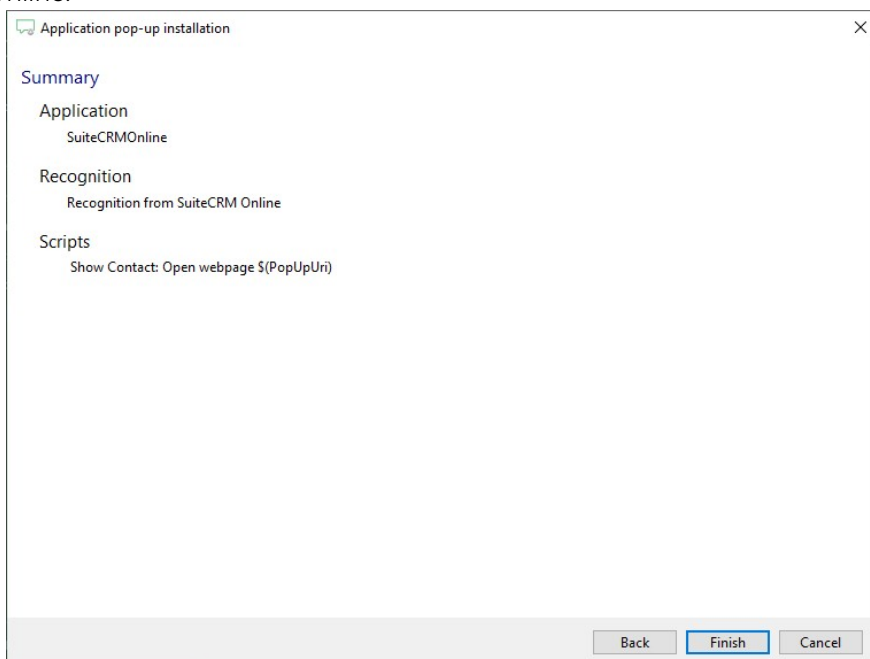 Application pop-up installation
Summary
Application
SuiteCRMOnline
Recognition
Recognition from SuiteCRM Online
Scripts
Show Contact: Open webpage $(PopUpUri)
Back Finish Cancel